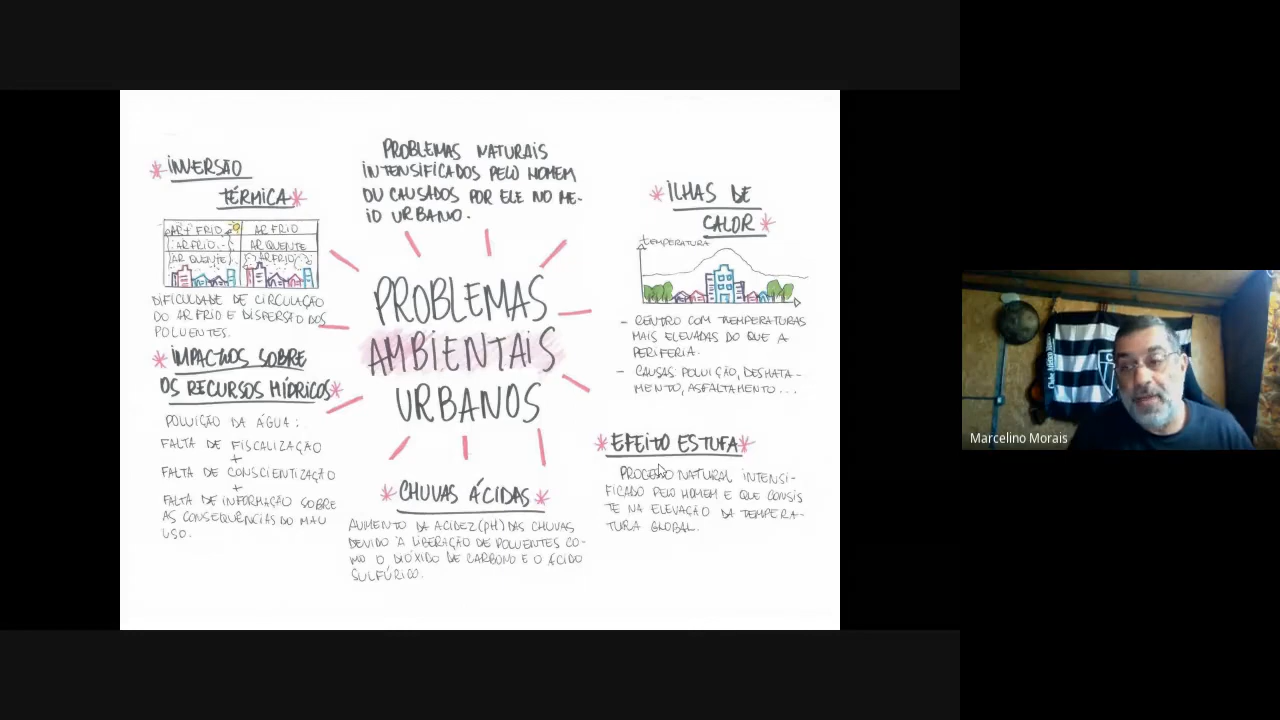 PROBLEMAS NATURAIS
INTENSIFICADOS PELO HOMEM
OU CAUSADOS POR ELE NO ME-
IO URBANO.
INVERSÃO
TÉRMICA
AR FRIO
AR FRIO
AR FRIO
AR QUENTE
AR QUENTE
AR FRIO
DIFICULDADE DE CIRCULAÇÃO
DO AR FRIO E DISPERSÃO DOS
POLUENTES.
IMPACTOS SOBRE
OS RECURSOS HÍDRICOS
POLUIÇÃO DA ÁGUA:
FALTA DE FISCALIZAÇÃO
+
FALTA DE CONSCIENTIZAÇÃO
+
FALTA DE INFORMAÇÃO SOBRE
AS CONSEQUÊNCIAS DO MAU
USO.
PROBLEMAS
AMBIENTAIS
URBANOS
CHUVAS ÁCIDAS
AUMENTO DA ACIDEZ (PH) DAS CHUVAS
DEVIDO À LIBERAÇÃO DE POLUENTES CO-
MO O DIÓXIDO DE CARBONO E O ÁCIDO
SULFÚRICO.
ILHAS DE
CALOR
TEMPERATURA
- CENTRO COM TEMPERATURAS
MAIS ELEVADAS DO QUE A
PERIFERIA.
- CAUSAS POLUIÇÃO, DESMATA-
MENTO, ASFALTAMENTO...
EFEITO ESTUFA
PROCESSO NATURAL INTENSI-
FICADO PELO HOMEM E QUE CONSIS
TE NA ELEVAÇÃO DA TEMPERA-
TURA GLOBAL.
Marcelino Morais